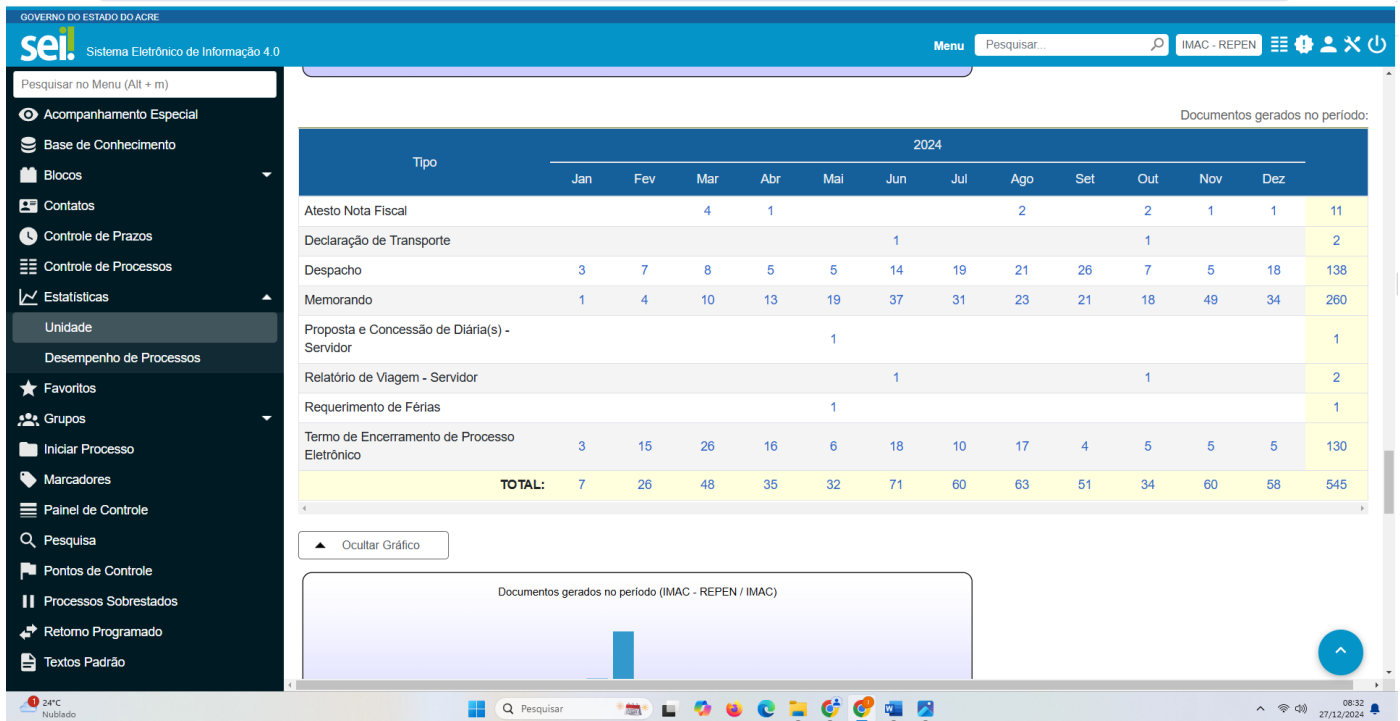 GOVERNO DO ESTADO DO ACRE
sei! Sistema Eletrônico de Informação 4.0
Menu Pesquisar... IMAC - REPEN
Pesquisar no Menu (Alt + m)
Acompanhamento Especial
Base de Conhecimento
Blocos
Contatos
Controle de Prazos
Controle de Processos
Estatísticas
Unidade
Desempenho de Processos
Favoritos
Grupos
Iniciar Processo
Marcadores
Painel de Controle
Pesquisa
Pontos de Controle
Processos Sobrestados
Retorno Programado
Textos Padrão
Documentos gerados no período:
Tipo 2024
Jan Fev Mar Abr Mai Jun Jul Ago Set Out Nov Dez
Atesto Nota Fiscal 4 1 2 2 1 1 11
Declaração de Transporte 1 1 2
Despacho 3 7 8 5 5 14 19 21 26 7 5 18 138
Memorando 1 4 10 13 19 37 31 23 21 18 49 34 260
Proposta e Concessão de Diária(s) -
Servidor 1 1
Relatório de Viagem - Servidor 1 1 2
Requerimento de Férias 1 1
Termo de Encerramento de Processo
Eletrônico 3 15 26 16 6 18 10 17 4 5 5 5 130
TOTAL: 7 26 48 35 32 71 60 63 51 34 60 58 545
Ocultar Gráfico
Documentos gerados no período (IMAC - REPEN / IMAC)
1 24°C
Nublado
Pesquisar
08:32
27/12/2024